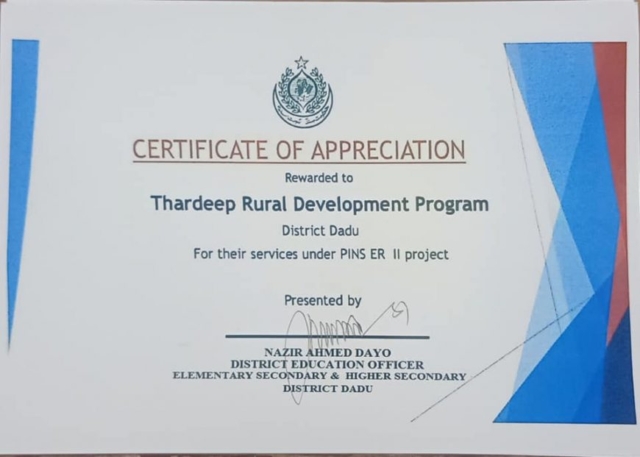 CERTIFICATE OF APPRECIATION
Rewarded to
Thardeep Rural Development Program
District Dadu
For their services under PINS ER II project
Presented by
NAZIR AHMED DAYO
DISTRICT EDUCATION OFFICER
ELEMENTARY SECONDARY & HIGHER SECONDARY
DISTRICT DADU